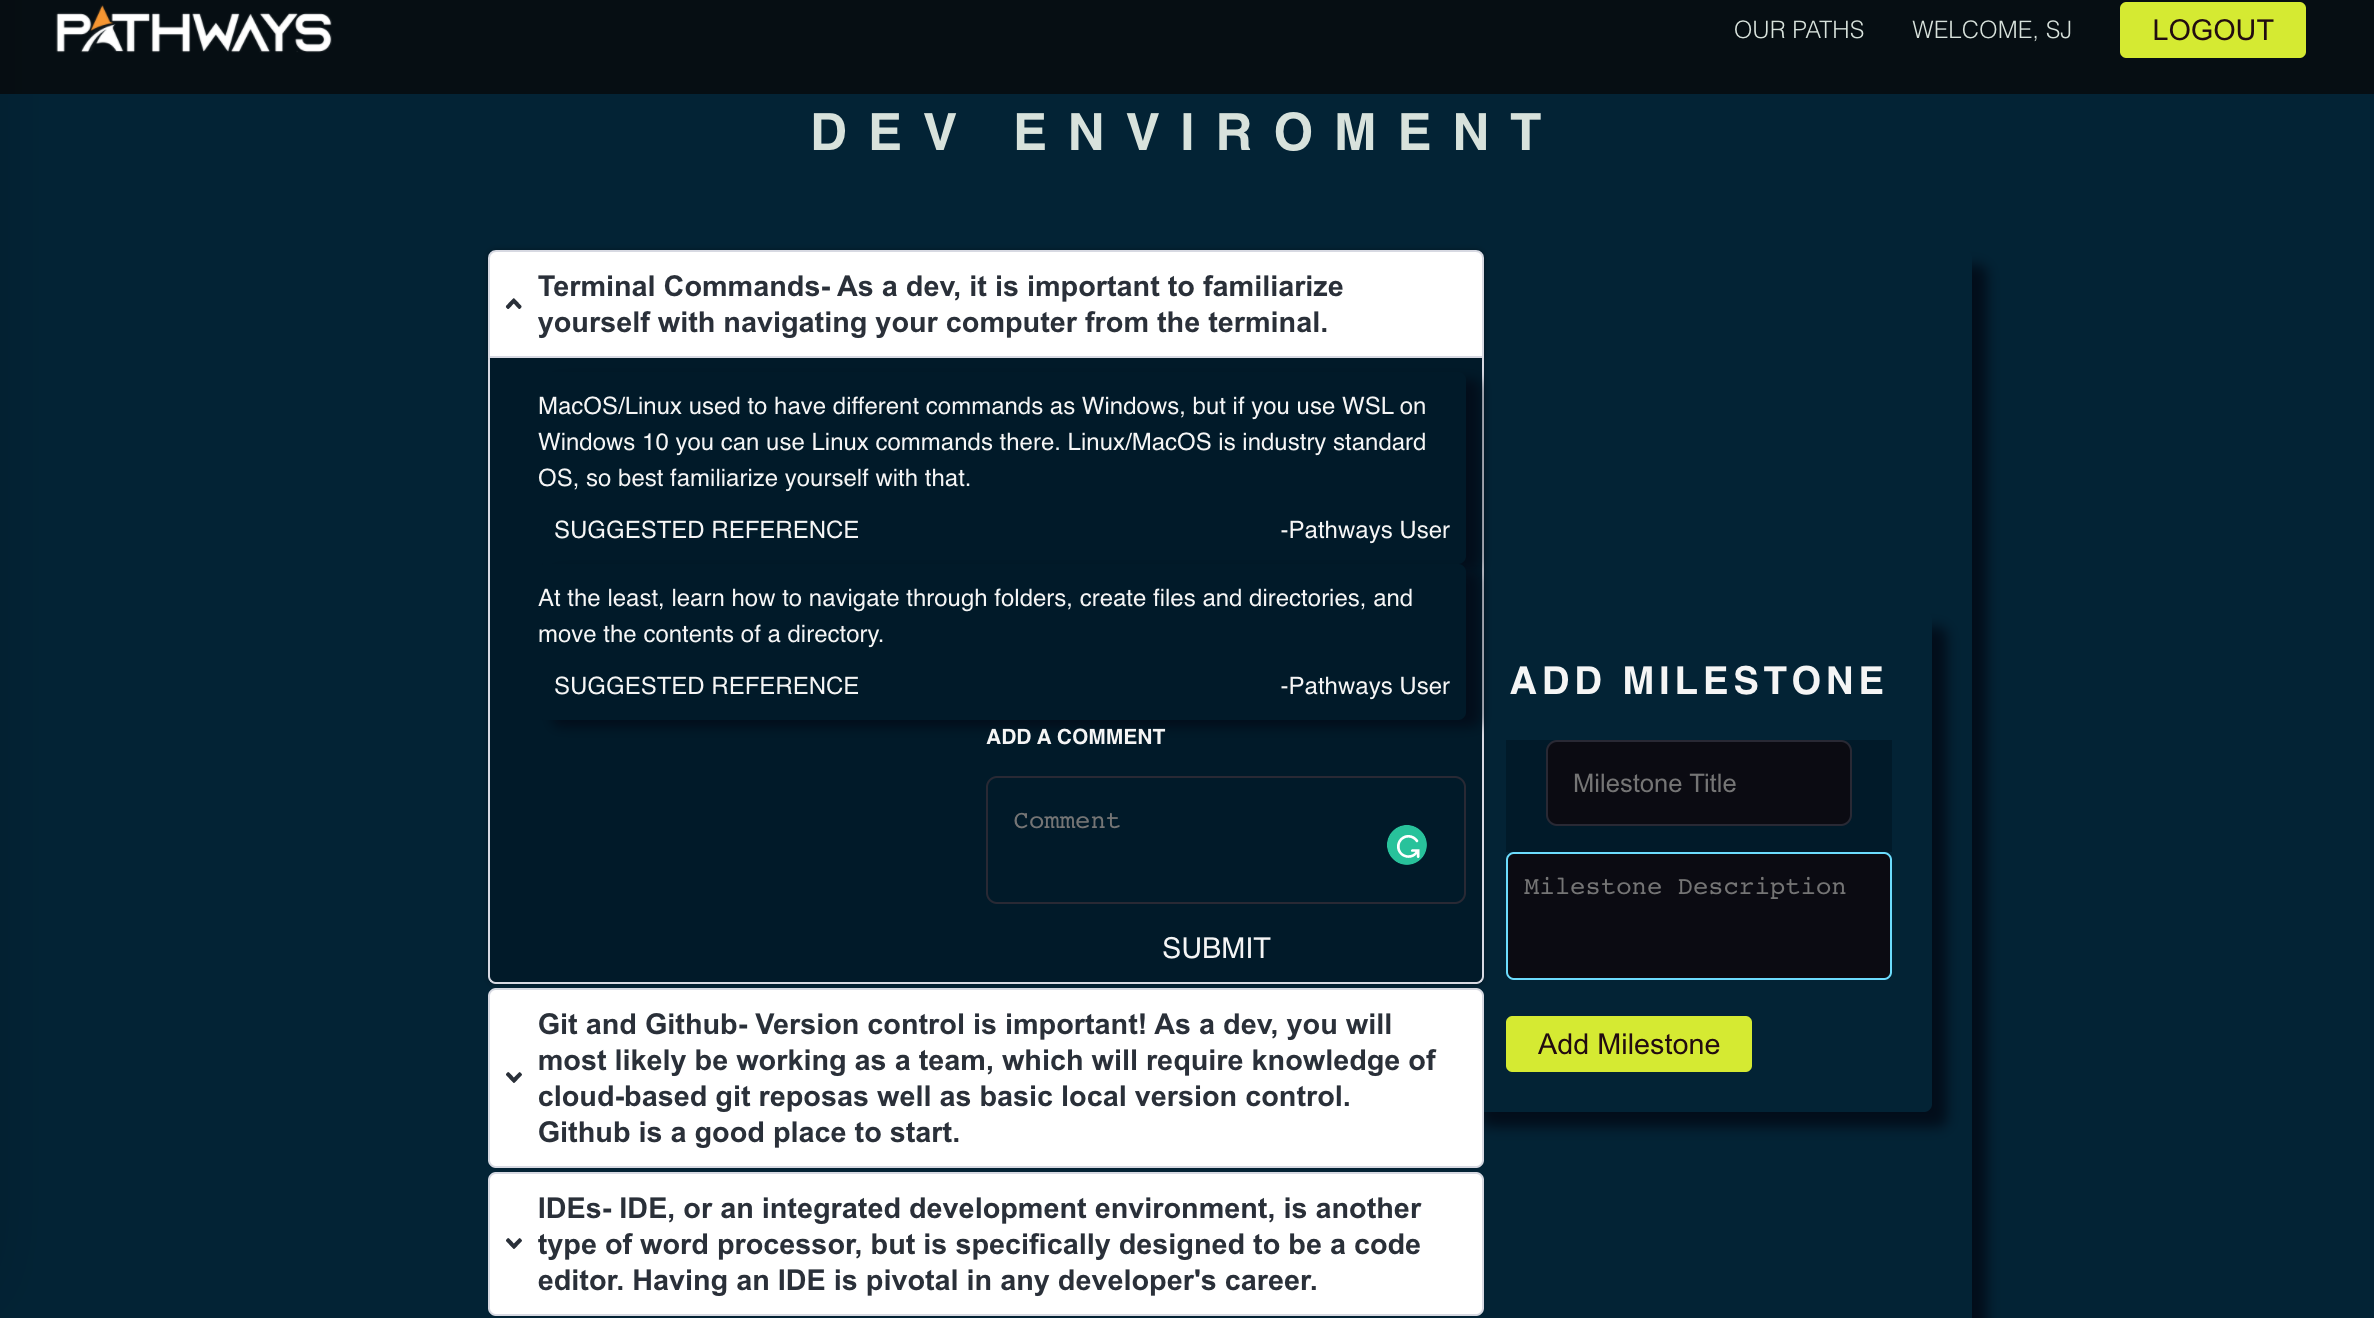 PATHWAYS
OUR PATHS
WELCOME, SJ
LOGOUT
DEV ENVIROMENT
Terminal Commands- As a dev, it is important to familiarize
yourself with navigating your computer from the terminal.
MacOS/Linux used to have different commands as Windows, but if you use WSL on
Windows 10 you can use Linux commands there. Linux/MacOS is industry standard
OS, so best familiarize yourself with that.
SUGGESTED REFERENCE
-Pathways User
At the least, learn how to navigate through folders, create files and directories, and
move the contents of a directory.
SUGGESTED REFERENCE
-Pathways User
ADD A COMMENT
Comment
SUBMIT
Git and Github- Version control is important! As a dev, you will
most likely be working as a team, which will require knowledge of
cloud-based git reposas well as basic local version control.
Github is a good place to start.
IDEs- IDE, or an integrated development environment, is another
type of word processor, but is specifically designed to be a code
editor. Having an IDE is pivotal in any developer's career.
ADD MILESTONE
Milestone Title
Milestone Description
Add Milestone